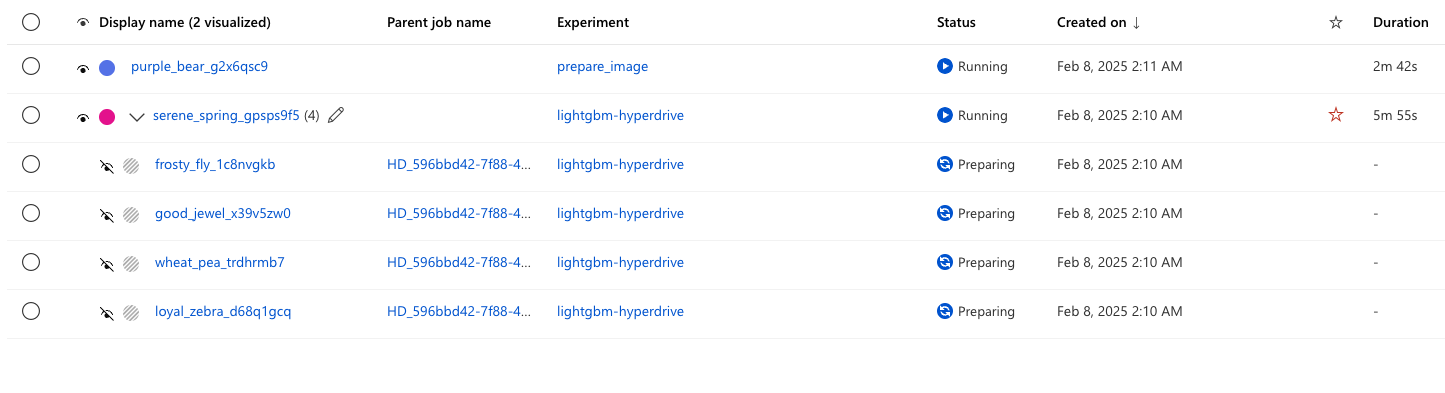 Display name (2 visualized) Parent job name Experiment Status Created on ↓ Duration
purple_bear_g2x6qsc9 prepare_image Running Feb 8, 2025 2:11 AM 2m 42s
serene_spring_gpsps9f5 (4) lightgbm-hyperdrive Running Feb 8, 2025 2:10 AM 5m 55s
frosty_fly_1c8nvgkb HD_596bbd42-7f88-4... lightgbm-hyperdrive Preparing Feb 8, 2025 2:10 AM -
good_jewel_x39v5zw0 HD_596bbd42-7f88-4... lightgbm-hyperdrive Preparing Feb 8, 2025 2:10 AM -
wheat_pea_trdhrmb7 HD_596bbd42-7f88-4... lightgbm-hyperdrive Preparing Feb 8, 2025 2:10 AM -
loyal_zebra_d68q1gcq HD_596bbd42-7f88-4... lightgbm-hyperdrive Preparing Feb 8, 2025 2:10 AM -